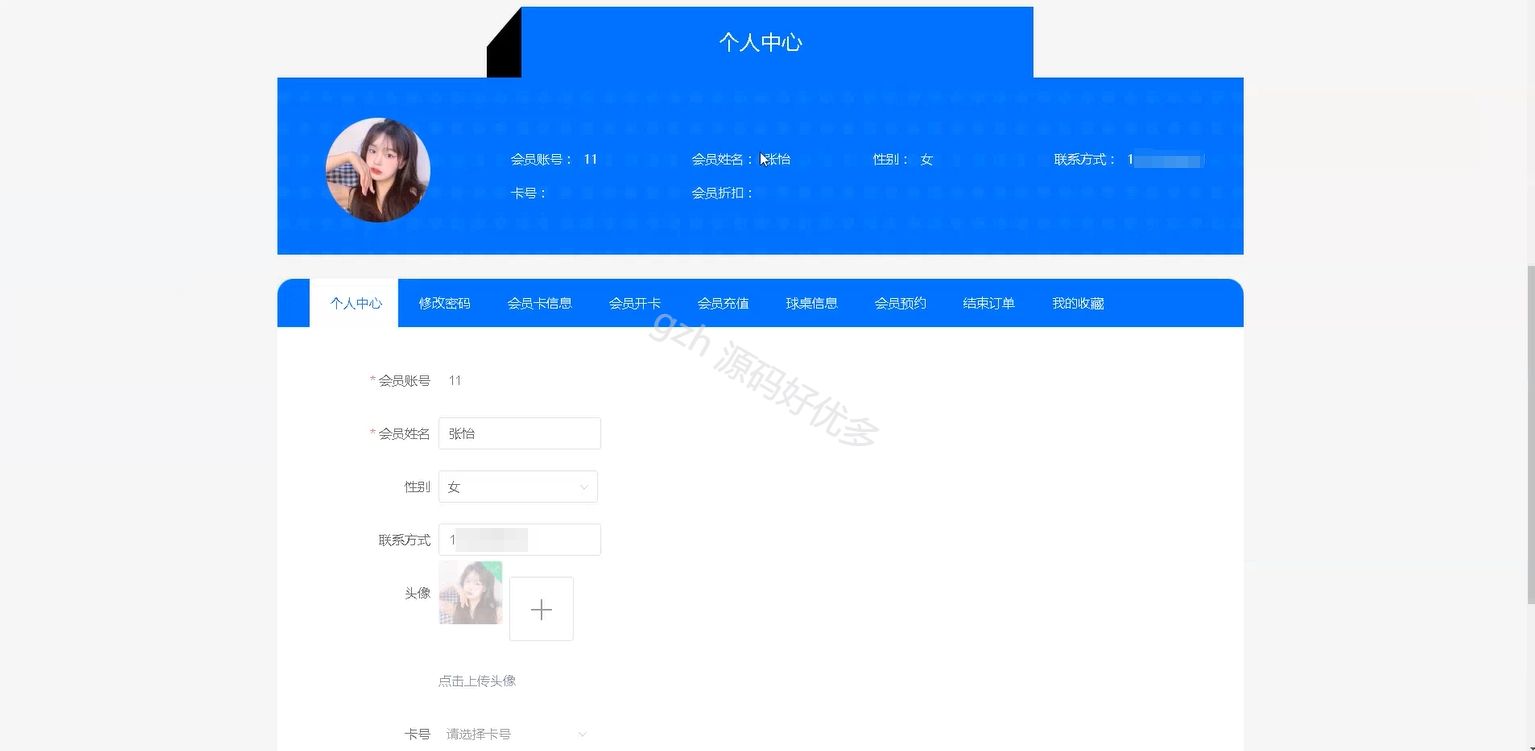 个人中心
会员账号： 11 会员姓名： 张怡 性别： 女 联系方式： 1
卡号： 会员折扣：
个人中心 修改密码 会员卡信息 会员开卡 会员充值 球桌信息 会员预约 结束订单 我的收藏
gzh 源码好优多
* 会员账号 11
* 会员姓名 张怡
性别 女
联系方式 1
头像
点击上传头像
卡号 请选择卡号